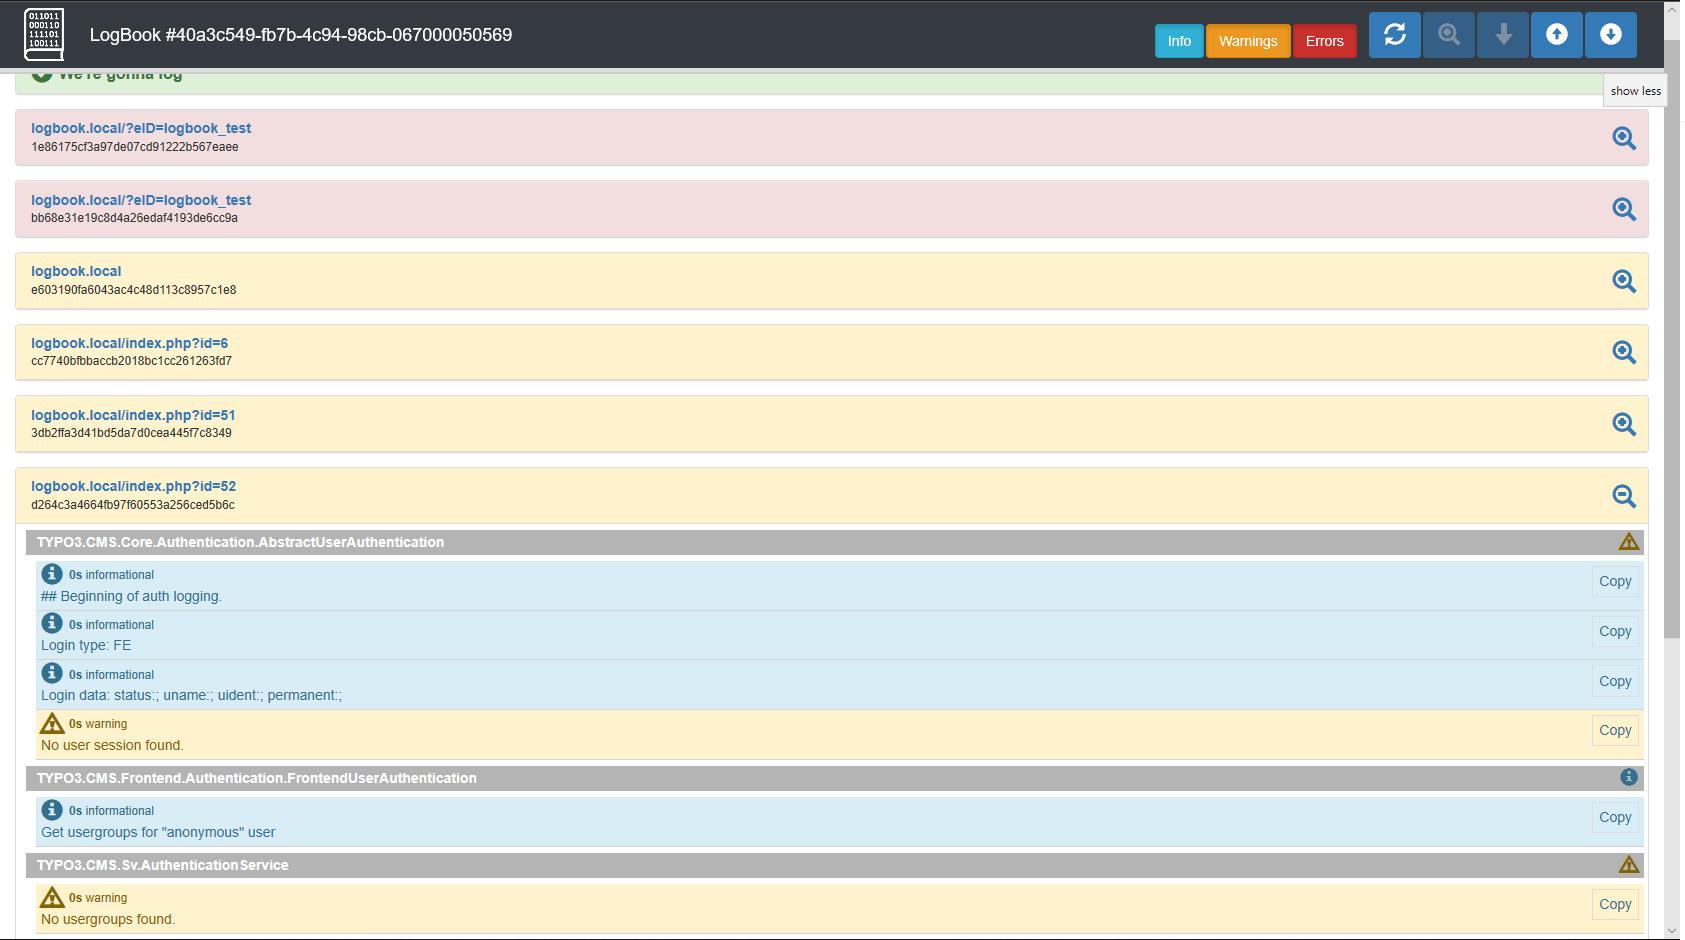 011011
000110
111101
100111
LogBook #40a3c549-fb7b-4c94-98cb-067000050569
Info
Warnings
Errors
We're gonna log
show less
logbook.local/?eID=logbook_test
1e86175cf3a97de07cd91222b567eaee
logbook.local/?eID=logbook_test
bb68e31e19c8d4a26edaf4193de6cc9a
logbook.local
e603190fa6043ac4c48d113c8957c1e8
logbook.local/index.php?id=6
cc7740bfbbaccb2018bc1cc261263fd7
logbook.local/index.php?id=51
3db2ffa3d41bd5da7d0cea445f7c8349
logbook.local/index.php?id=52
d264c3a4664fb97f60553a256ced5b6c
TYPO3.CMS.Core.Authentication.AbstractUserAuthentication
0s informational
## Beginning of auth logging.
Copy
0s informational
Login type: FE
Copy
0s informational
Login data: status:; uname:; uident:; permanent:;
Copy
0s warning
No user session found.
Copy
TYPO3.CMS.Frontend.Authentication.FrontendUserAuthentication
0s informational
Get usergroups for "anonymous" user
Copy
TYPO3.CMS.Sv.AuthenticationService
0s warning
No usergroups found.
Copy